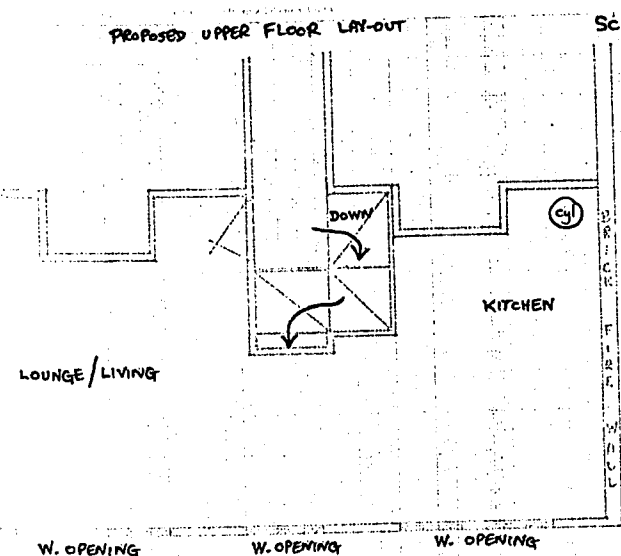 PROPOSED UPPER FLOOR LAY-OUT
Sc
DOWN
cyl
KITCHEN
LOUNGE/LIVING
BRICK FIRE WALL
W. OPENING
W. OPENING
W. OPENING